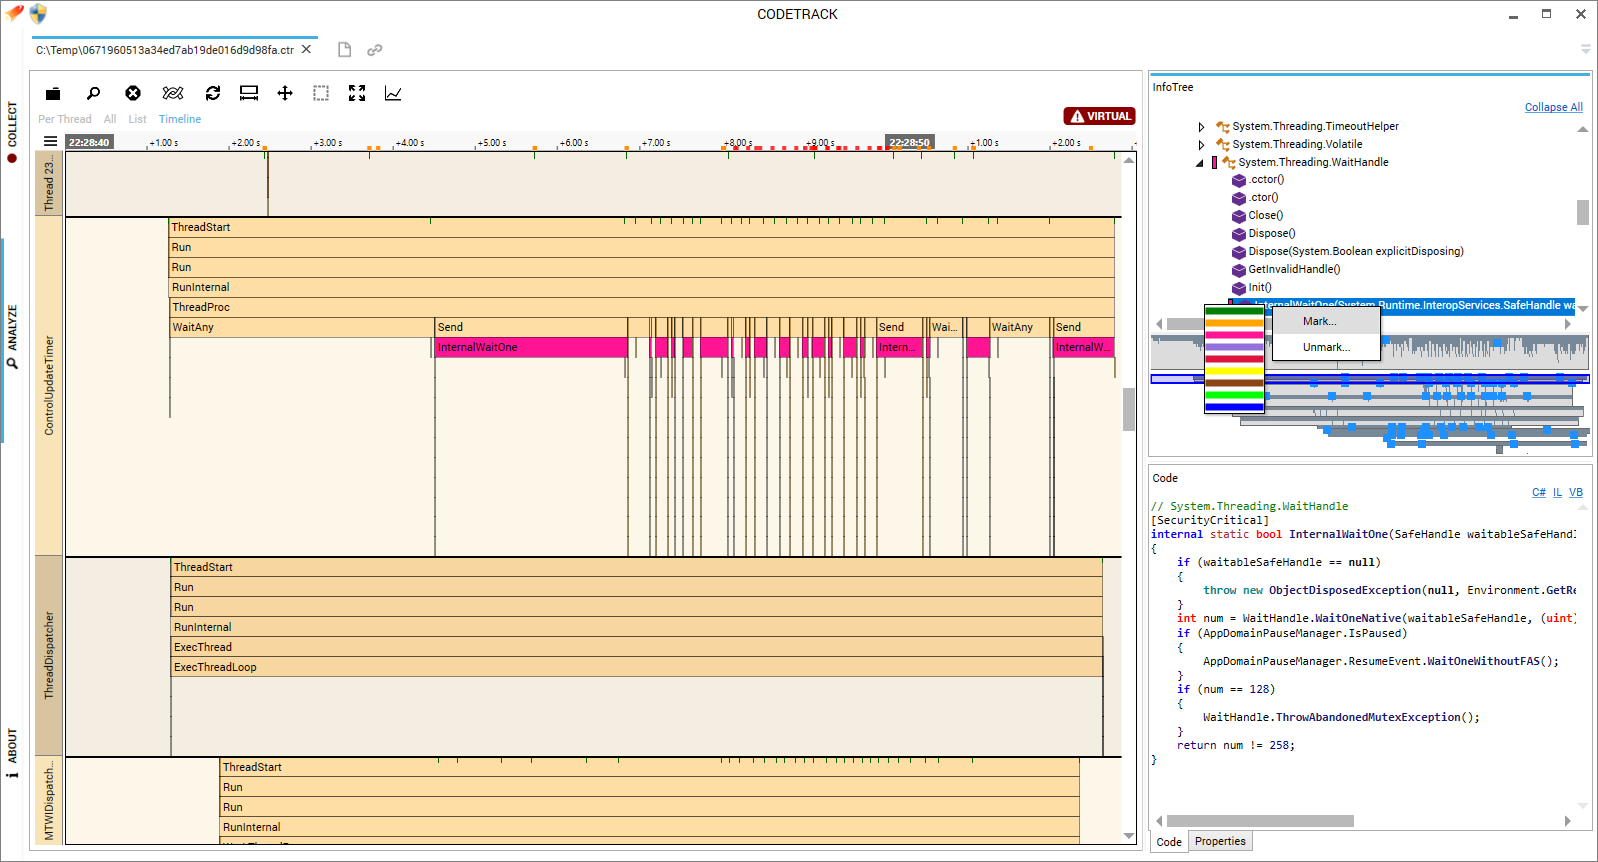 CODETRACK
C:\Temp\0671960513a34ed7ab19de016d9d98fa.ctr
COLLECT
ANALYZE
ABOUT
Per Thread All List Timeline
VIRTUAL
22:28:40 +1.00 s +2.00 s +3.00 s +4.00 s +5.00 s +6.00 s +7.00 s +8.00 s +9.00 s 22:28:50 +1.00 s +2.00 s
Thread 23...
ControlUpdateTimer
ThreadStart
Run
Run
RunInternal
ThreadProc
WaitAny Send Send Wai... WaitAny Send
InternalWaitOne Intern... InternalW...
ThreadDispatcher
ThreadStart
Run
Run
RunInternal
ExecThread
ExecThreadLoop
MTWIDispatch...
ThreadStart
Run
Run
RunInternal
InfoTree
Collapse All
System.Threading.TimeoutHelper
System.Threading.Volatile
System.Threading.WaitHandle
.cctor()
.ctor()
Close()
Dispose()
Dispose(System.Boolean explicitDisposing)
GetInvalidHandle()
Init()
InternalWaitOne(System.Runtime.InteropServices.SafeHandle wa
Mark...
Unmark...
Code
C# IL VB
// System.Threading.WaitHandle
[SecurityCritical]
internal static bool InternalWaitOne(SafeHandle waitableSafeHandl
{
if (waitableSafeHandle == null)
{
throw new ObjectDisposedException(null, Environment.GetRe
}
int num = WaitHandle.WaitOneNative(waitableSafeHandle, (uint)
if (AppDomainPauseManager.IsPaused)
{
AppDomainPauseManager.ResumeEvent.WaitOneWithoutFAS();
}
if (num == 128)
{
WaitHandle.ThrowAbandonedMutexException();
}
return num != 258;
}
Code Properties